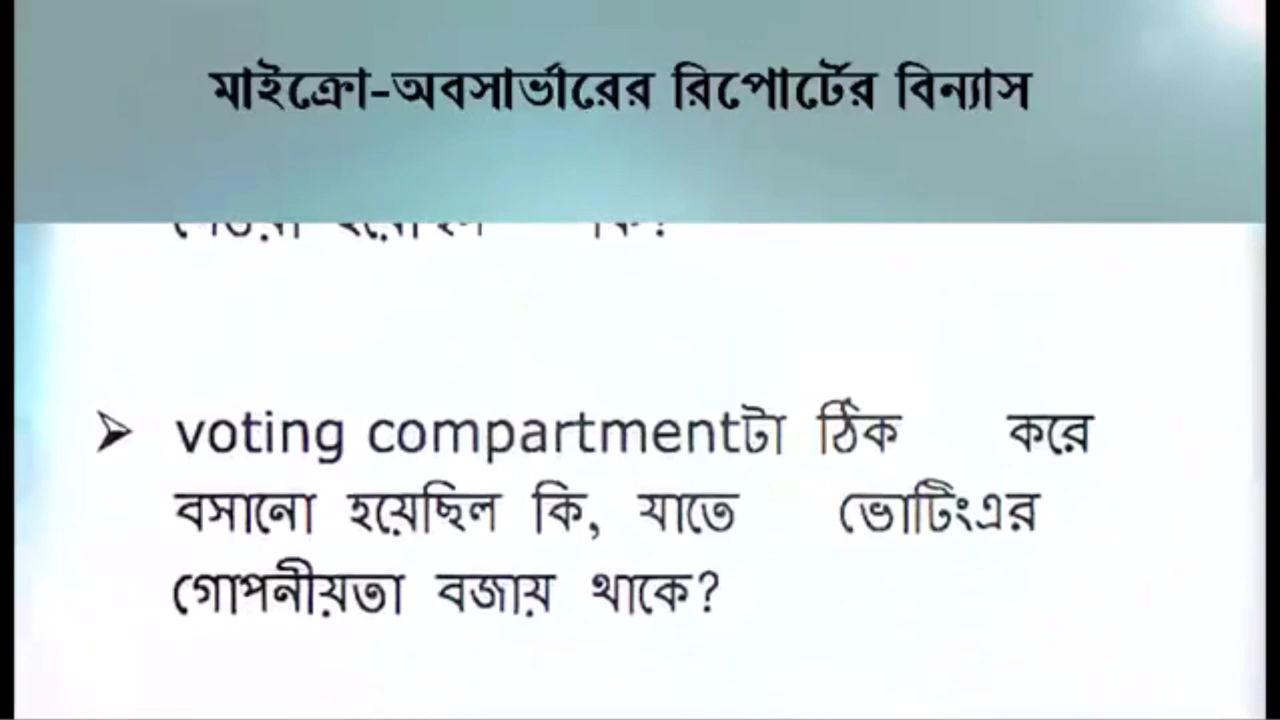 মাইক্রো-অবসার্ভারের রিপোর্টের বিন্যাস
➢ voting compartmentটা ঠিক করে
বসানো হয়েছিল কি, যাতে ভোটিংএর
গোপনীয়তা বজায় থাকে?